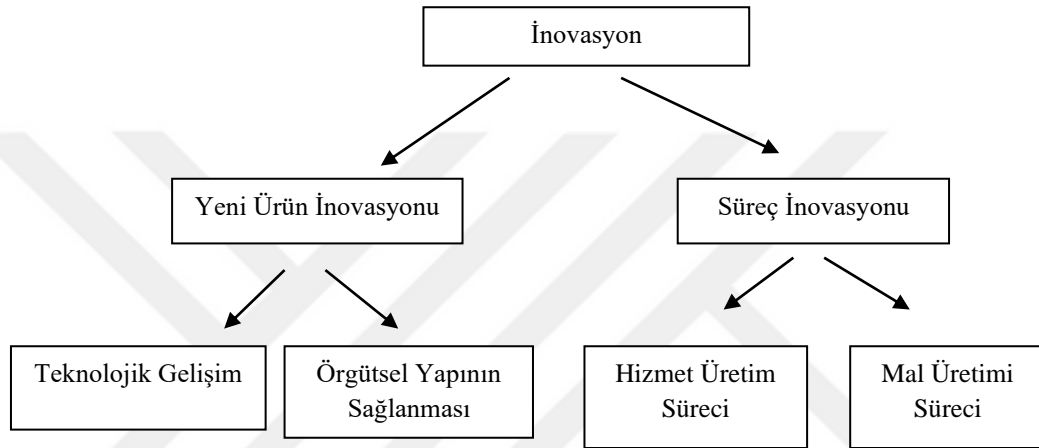 İnovasyon
Yeni Ürün İnovasyonu
Süreç İnovasyonu
Teknolojik Gelişim
Örgütsel Yapının
Sağlanması
Hizmet Üretim
Süreci
Mal Üretimi
Süreci